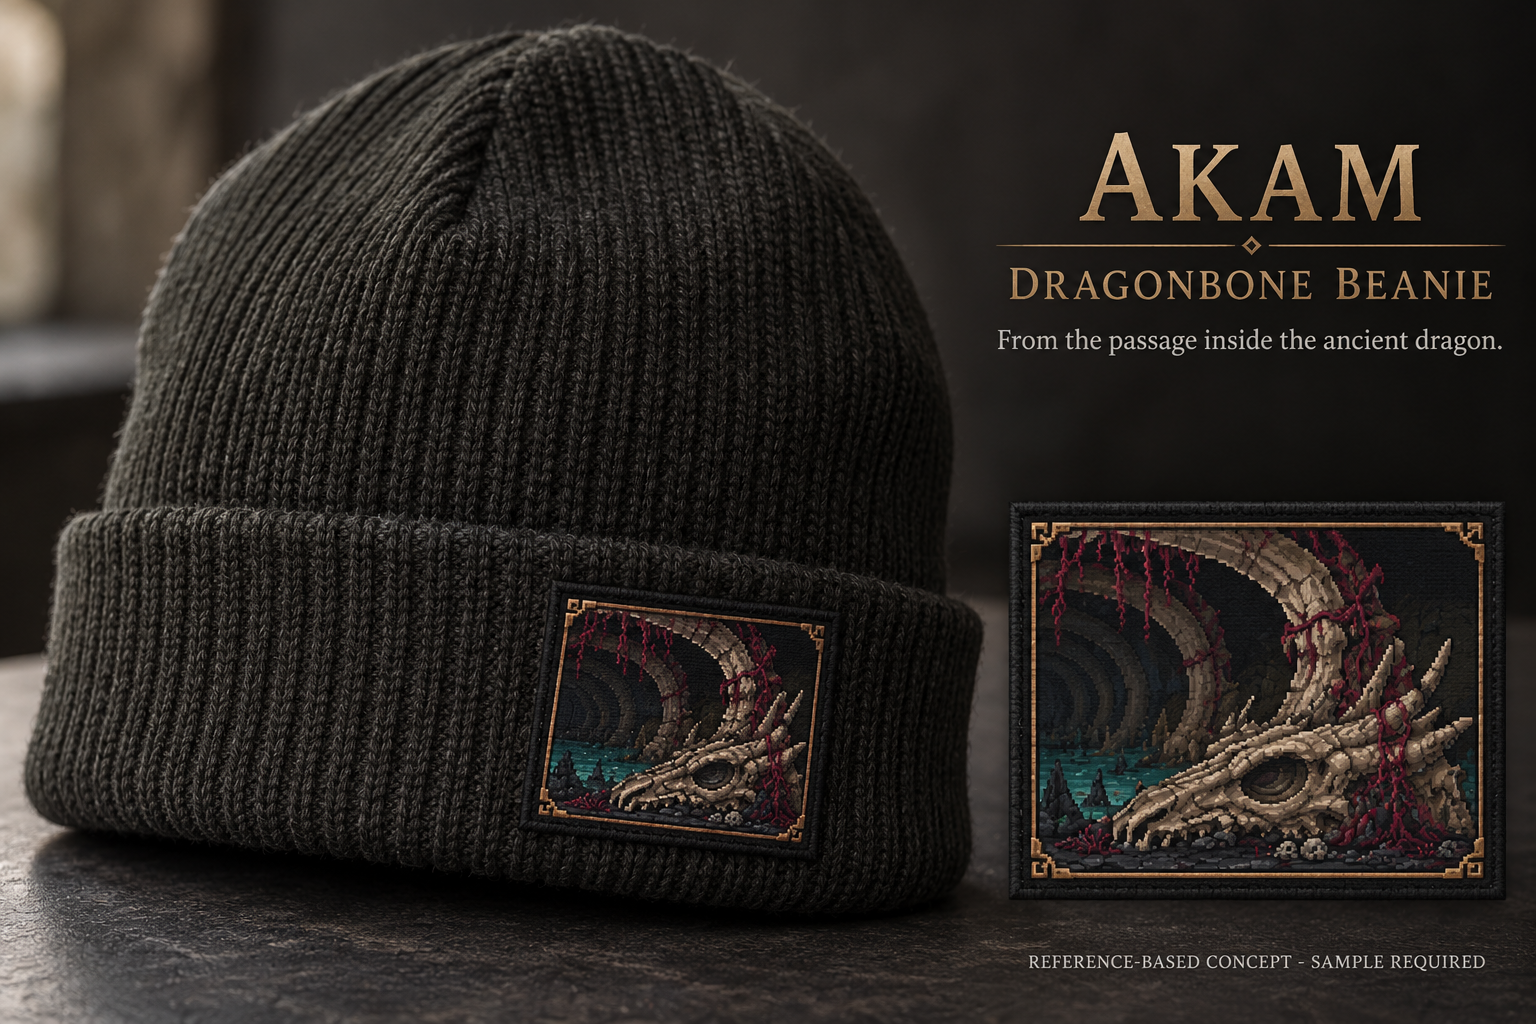 AKAM
DRAGONBONE BEANIE
From the passage inside the ancient dragon.
REFERENCE-BASED CONCEPT - SAMPLE REQUIRED